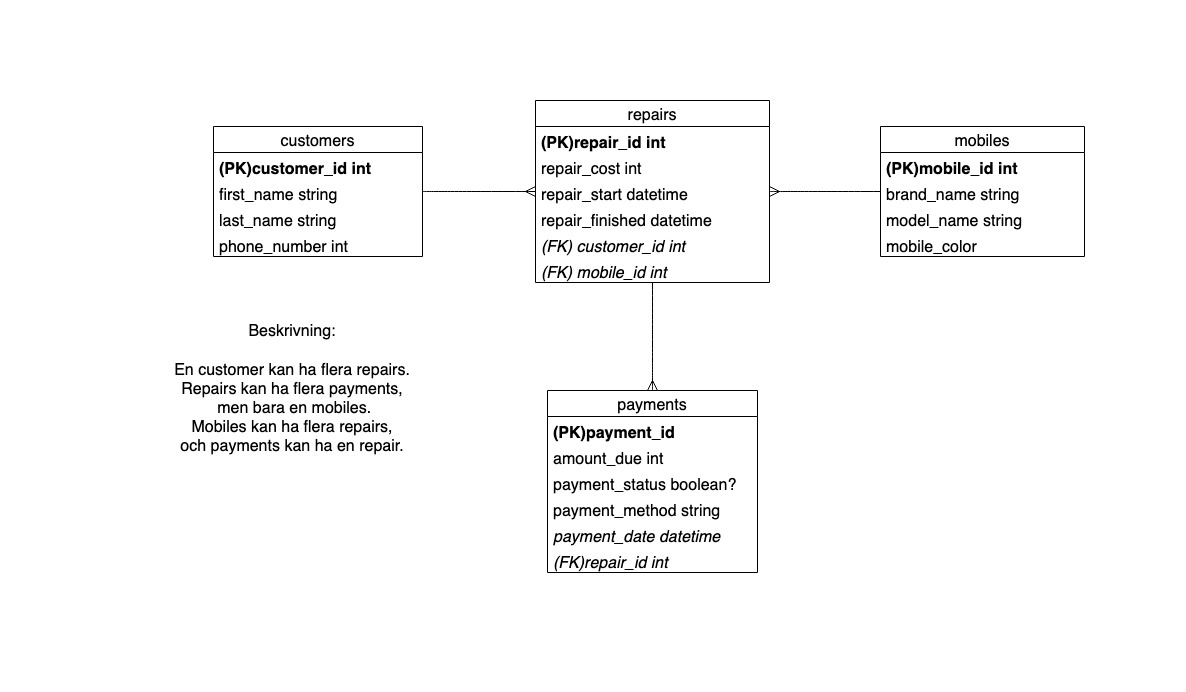 customers
(PK)customer_id int
first_name string
last_name string
phone_number int
repairs
(PK)repair_id int
repair_cost int
repair_start datetime
repair_finished datetime
(FK) customer_id int
(FK) mobile_id int
mobiles
(PK)mobile_id int
brand_name string
model_name string
mobile_color
Beskrivning:
En customer kan ha flera repairs.
Repairs kan ha flera payments,
men bara en mobiles.
Mobiles kan ha flera repairs,
och payments kan ha en repair.
payments
(PK)payment_id
amount_due int
payment_status boolean?
payment_method string
payment_date datetime
(FK)repair_id int